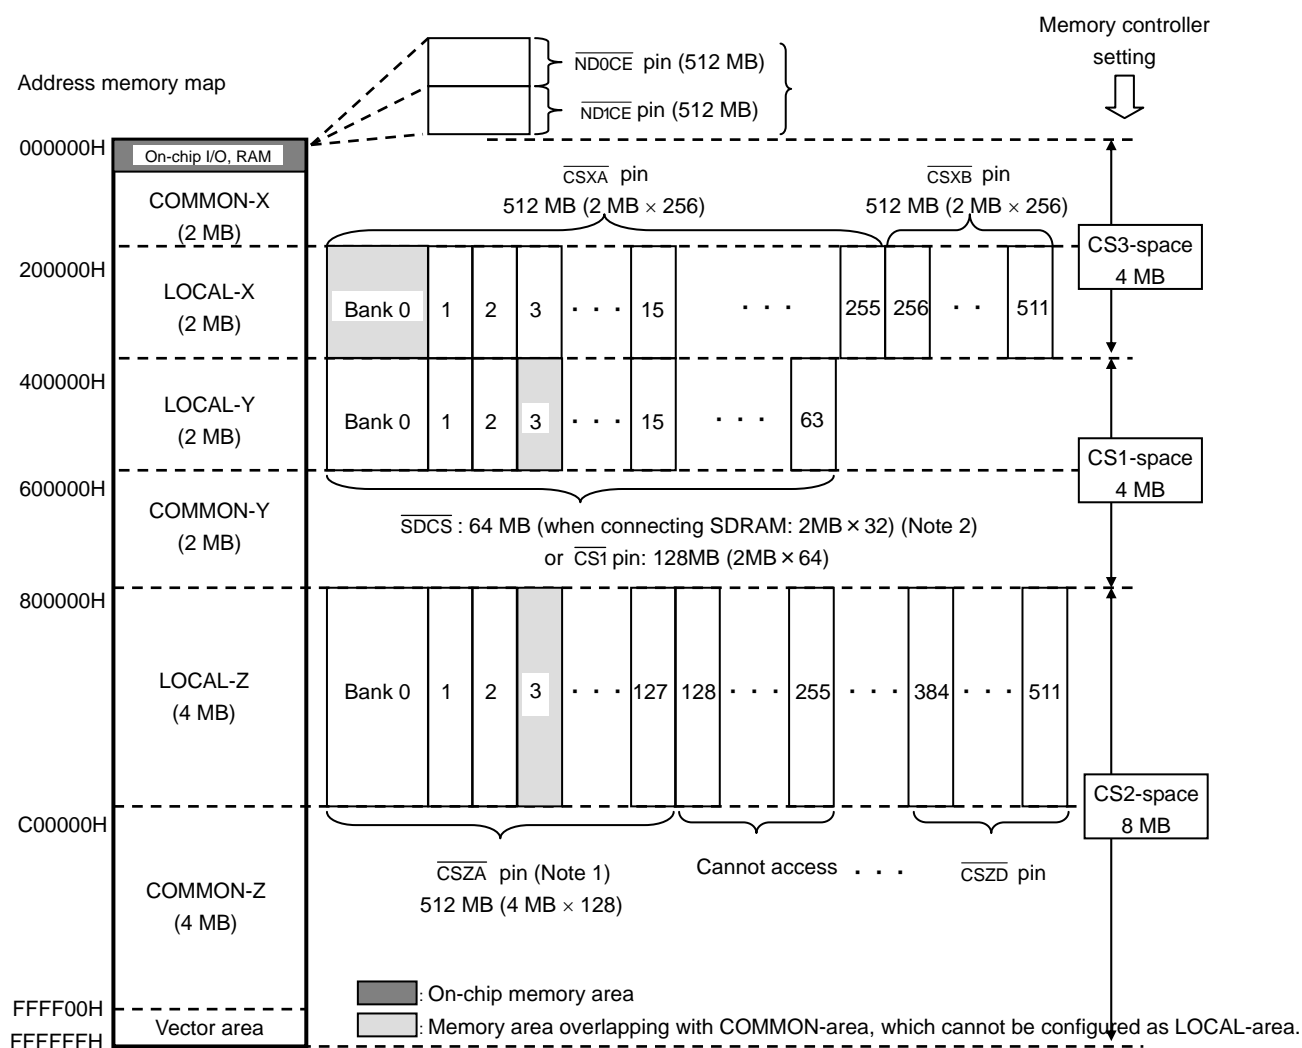 Memory controller
setting
Address memory map
ND0CE pin (512 MB)
ND1CE pin (512 MB)
000000H
On-chip I/O, RAM
COMMON-X
(2 MB)
CSXA pin
512 MB (2 MB × 256)
CSXB pin
512 MB (2 MB × 256)
CS3-space
4 MB
200000H
LOCAL-X
(2 MB)
Bank 0 1 2 3 · · · 15 · · · 255 256 · · 511
400000H
LOCAL-Y
(2 MB)
Bank 0 1 2 3 · · · 15 · · · 63
CS1-space
4 MB
600000H
COMMON-Y
(2 MB)
SDCS : 64 MB (when connecting SDRAM: 2MB × 32) (Note 2)
or CS1 pin: 128MB (2MB × 64)
800000H
LOCAL-Z
(4 MB)
Bank 0 1 2 3 · · · 127 128 · · · 255 · · · 384 · · · 511
CS2-space
8 MB
C00000H
COMMON-Z
(4 MB)
CSZA pin (Note 1)
512 MB (4 MB × 128)
Cannot access · · · CSZD pin
FFFF00H
Vector area
FFFFFFH
: On-chip memory area
: Memory area overlapping with COMMON-area, which cannot be configured as LOCAL-area.